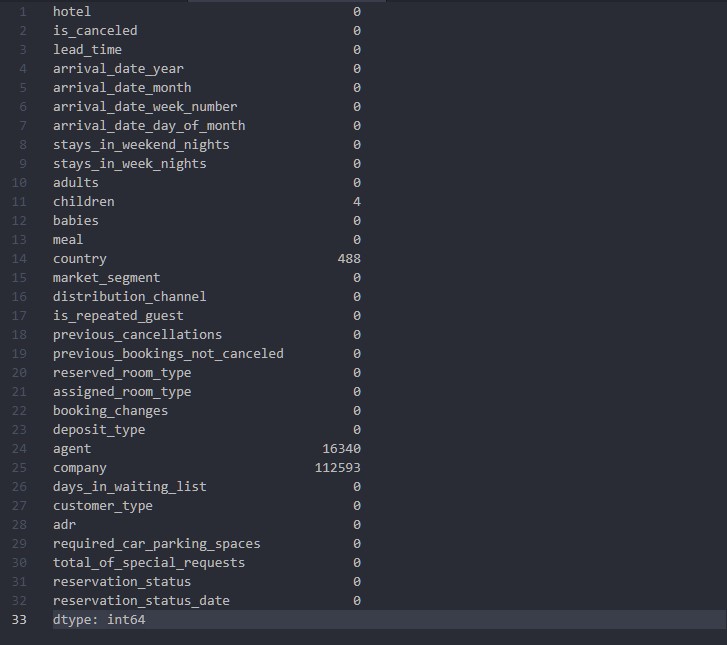 1 hotel 0
2 is_canceled 0
3 lead_time 0
4 arrival_date_year 0
5 arrival_date_month 0
6 arrival_date_week_number 0
7 arrival_date_day_of_month 0
8 stays_in_weekend_nights 0
9 stays_in_week_nights 0
10 adults 0
11 children 4
12 babies 0
13 meal 0
14 country 488
15 market_segment 0
16 distribution_channel 0
17 is_repeated_guest 0
18 previous_cancellations 0
19 previous_bookings_not_canceled 0
20 reserved_room_type 0
21 assigned_room_type 0
22 booking_changes 0
23 deposit_type 0
24 agent 16340
25 company 112593
26 days_in_waiting_list 0
27 customer_type 0
28 adr 0
29 required_car_parking_spaces 0
30 total_of_special_requests 0
31 reservation_status 0
32 reservation_status_date 0
33 dtype: int64